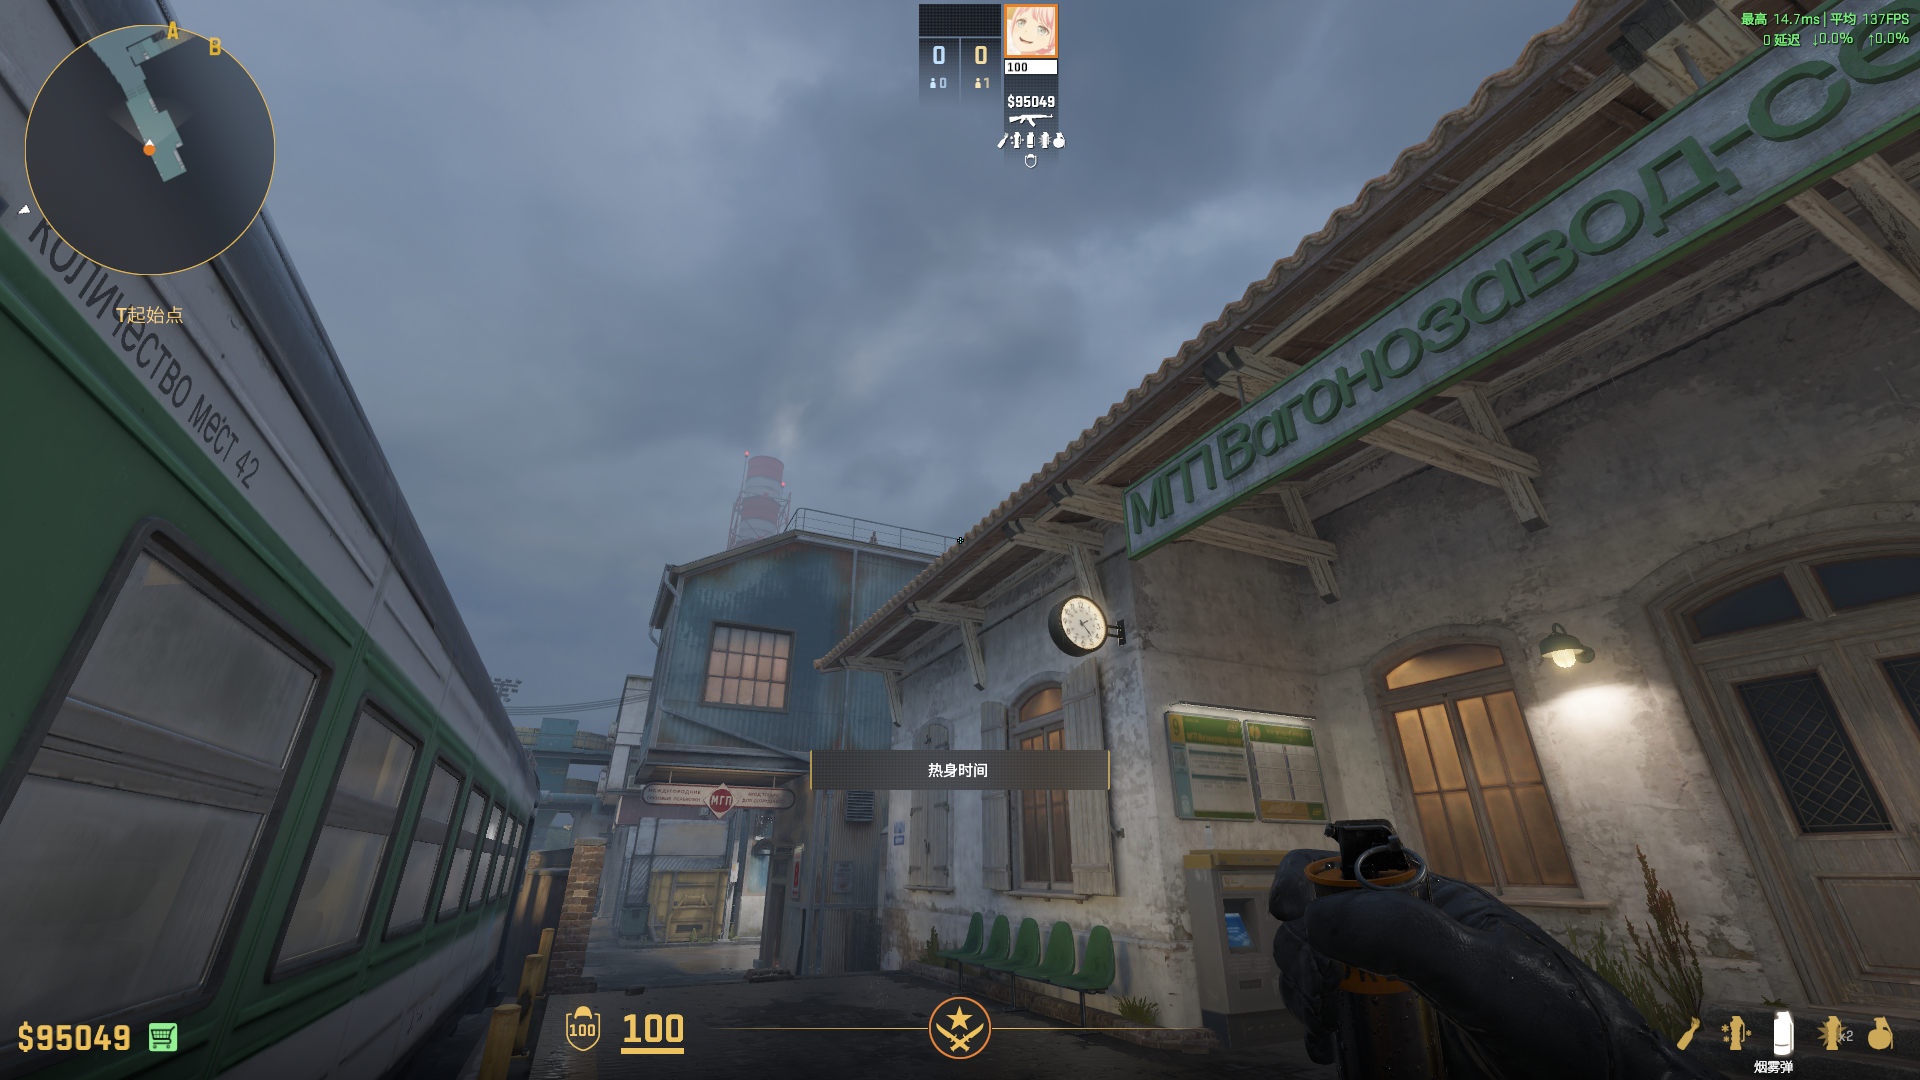 A
B
T起始点
0
0
0
1
100
$95049
最高 14.7ms | 平均 137FPS
0 延迟 ↓0.0% ↑0.0%
количество мест 42
МГП Вагонозавод-се
МГП
热身时间
$95049
100
100
x2
烟雾弹